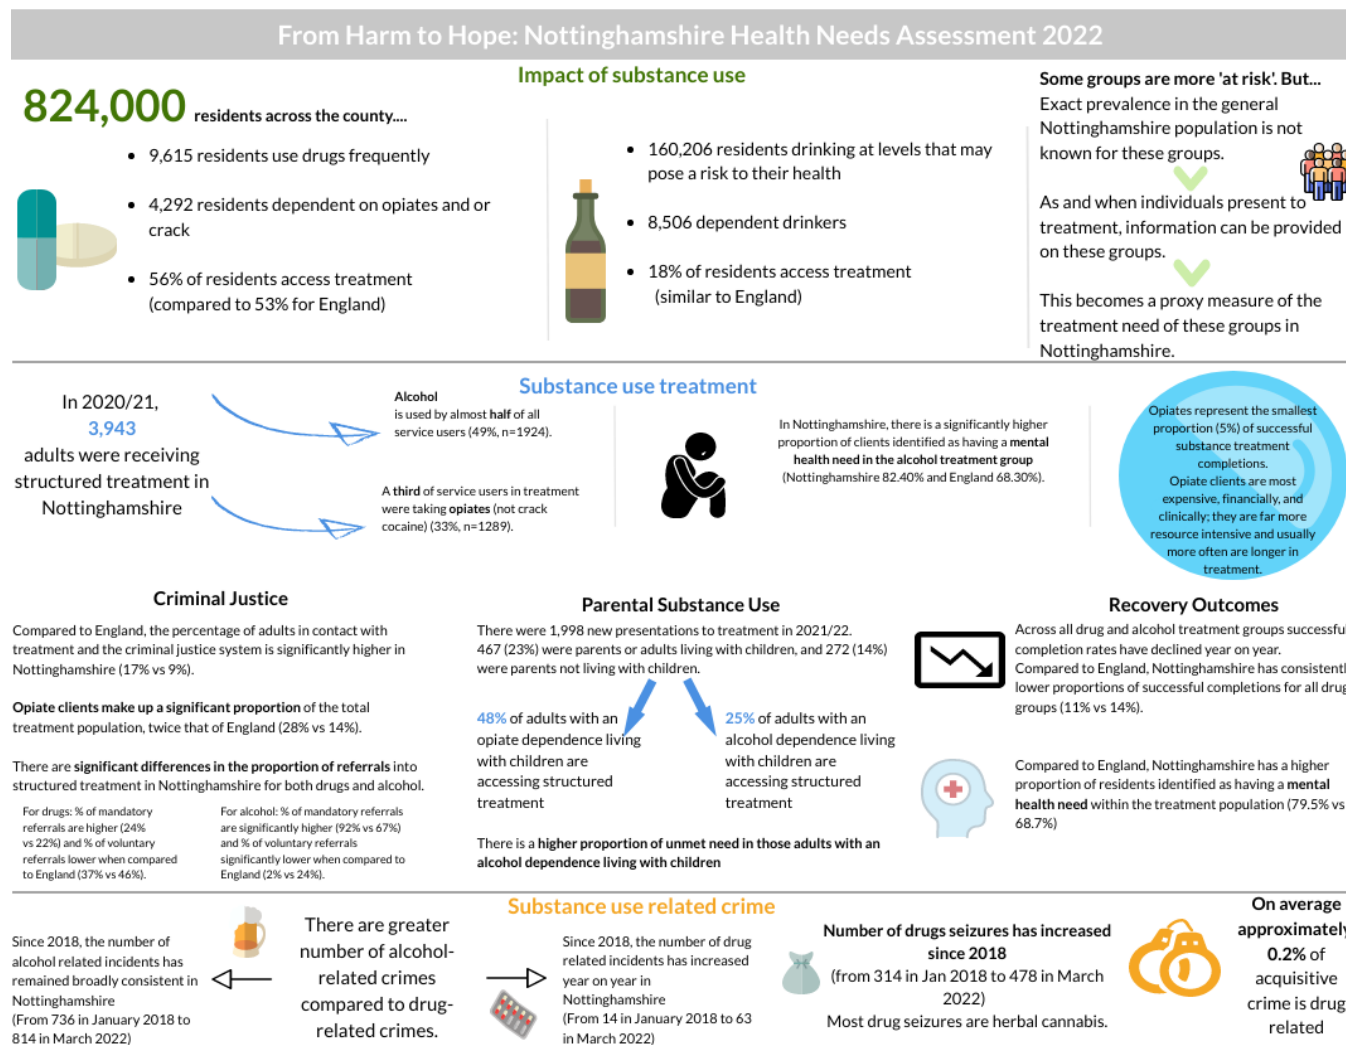 From Harm to Hope: Nottinghamshire Health Needs Assessment 2022
Impact of substance use
824,000 residents across the county....
• 9,615 residents use drugs frequently
• 4,292 residents dependent on opiates and or
crack
• 56% of residents access treatment
(compared to 53% for England)
• 160,206 residents drinking at levels that may
pose a risk to their health
• 8,506 dependent drinkers
• 18% of residents access treatment
(similar to England)
Some groups are more 'at risk'. But...
Exact prevalence in the general
Nottinghamshire population is not
known for these groups.
As and when individuals present to
treatment, information can be provided
on these groups.
This becomes a proxy measure of the
treatment need of these groups in
Nottinghamshire.
Substance use treatment
In 2020/21,
3,943
adults were receiving
structured treatment in
Nottinghamshire
Alcohol
is used by almost half of all
service users (49%, n=1924).
A third of service users in treatment
were taking opiates (not crack
cocaine) (33%, n=1289).
In Nottinghamshire, there is a significantly higher
proportion of clients identified as having a mental
health need in the alcohol treatment group
(Nottinghamshire 82.40% and England 68.30%).
Opiates represent the smallest
proportion (5%) of successful
substance treatment
completions.
Opiate clients are most
expensive, financially, and
clinically; they are far more
resource intensive and usually
more often are longer in
treatment.
Criminal Justice
Compared to England, the percentage of adults in contact with
treatment and the criminal justice system is significantly higher in
Nottinghamshire (17% vs 9%).
Opiate clients make up a significant proportion of the total
treatment population, twice that of England (28% vs 14%).
There are significant differences in the proportion of referrals into
structured treatment in Nottinghamshire for both drugs and alcohol.
For drugs: % of mandatory
referrals are higher (24%
vs 22%) and % of voluntary
referrals lower when compared
to England (37% vs 46%).
For alcohol: % of mandatory referrals
are significantly higher (92% vs 67%)
and % of voluntary referrals
significantly lower when compared to
England (2% vs 24%).
Parental Substance Use
There were 1,998 new presentations to treatment in 2021/22.
467 (23%) were parents or adults living with children, and 272 (14%)
were parents not living with children.
48% of adults with an
opiate dependence living
with children are
accessing structured
treatment
25% of adults with an
alcohol dependence living
with children are
accessing structured
treatment
There is a higher proportion of unmet need in those adults with an
alcohol dependence living with children
Recovery Outcomes
Across all drug and alcohol treatment groups successful
completion rates have declined year on year.
Compared to England, Nottinghamshire has consistentl
lower proportions of successful completions for all drug
groups (11% vs 14%).
Compared to England, Nottinghamshire has a higher
proportion of residents identified as having a mental
health need within the treatment population (79.5% vs
68.7%)
Substance use related crime
Since 2018, the number of
alcohol related incidents has
remained broadly consistent in
Nottinghamshire
(From 736 in January 2018 to
814 in March 2022)
There are greater
number of alcohol-
related crimes
compared to drug-
related crimes.
Since 2018, the number of drug
related incidents has increased
year on year in
Nottinghamshire
(From 14 in January 2018 to 63
in March 2022)
Number of drugs seizures has increased
since 2018
(from 314 in Jan 2018 to 478 in March
2022)
Most drug seizures are herbal cannabis.
On average
approximately
0.2% of
acquisitive
crime is drug
related